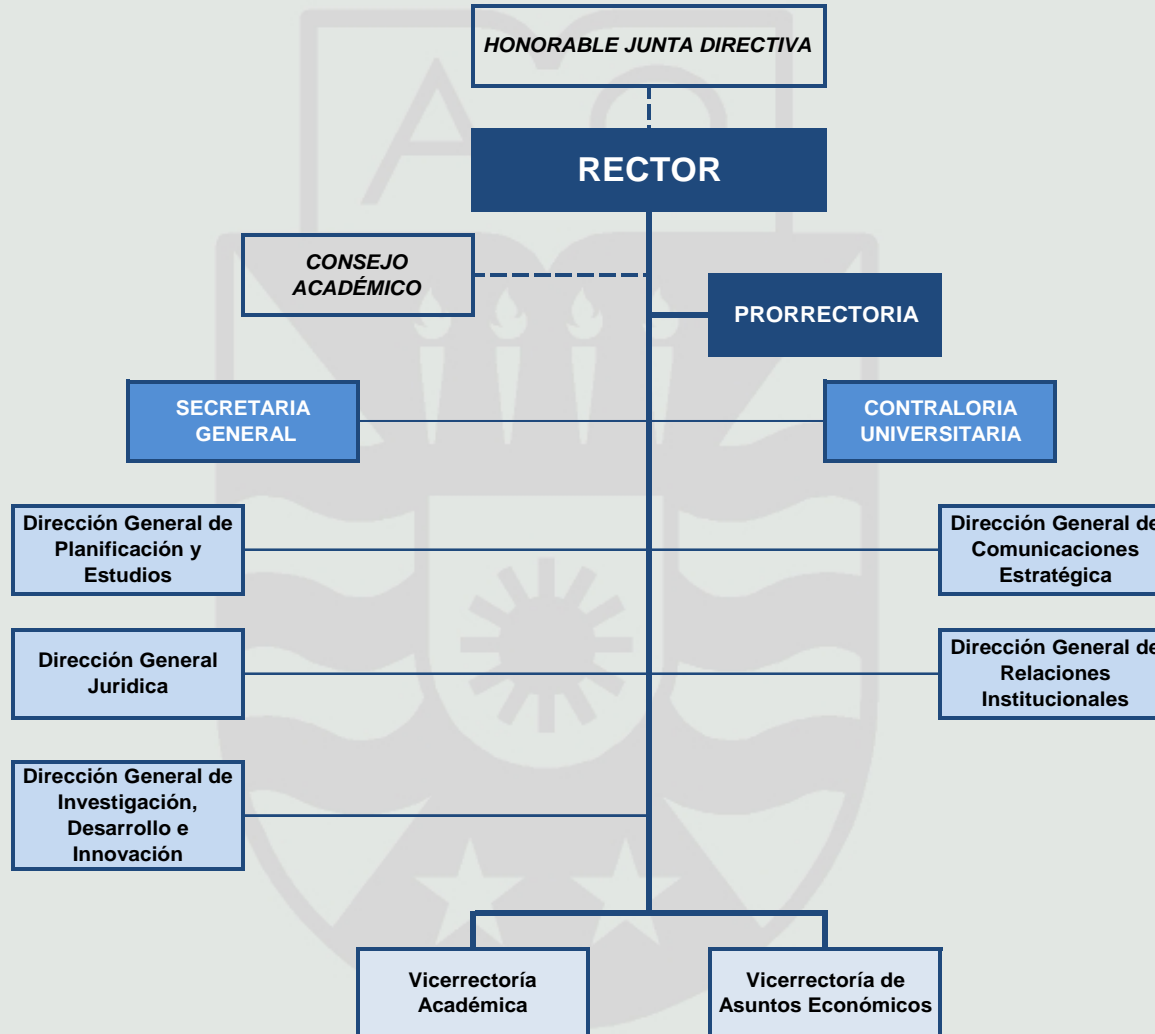 HONORABLE JUNTA DIRECTIVA
RECTOR
CONSEJO
ACADÉMICO
PRORRECTORIA
SECRETARIA
GENERAL
CONTRALORIA
UNIVERSITARIA
Dirección General de
Planificación y
Estudios
Dirección General de
Comunicaciones
Estratégica
Dirección General
Juridica
Dirección General de
Relaciones
Institucionales
Dirección General de
Investigación,
Desarrollo e
Innovación
Vicerrectoría
Académica
Vicerrectoría de
Asuntos Económicos